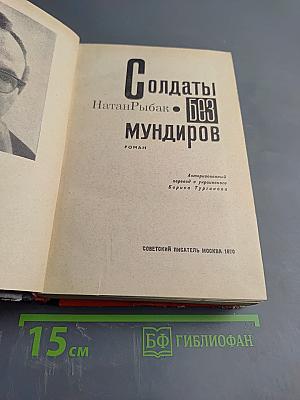 Солдаты
Натан Рыбак • без
мундиров
РОМАН
Авторизованный
перевод с украинского
Бориса Турганова
СОВЕТСКИЙ ПИСАТЕЛЬ МОСКВА 1970
15 см
БФ ГИБЛИОФАН